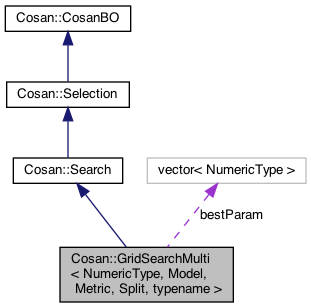 Cosan::CosanBO
Cosan::Selection
Cosan::Search
vector< NumericType >
bestParam
Cosan::GridSearchMulti
< NumericType, Model,
Metric, Split, typename >